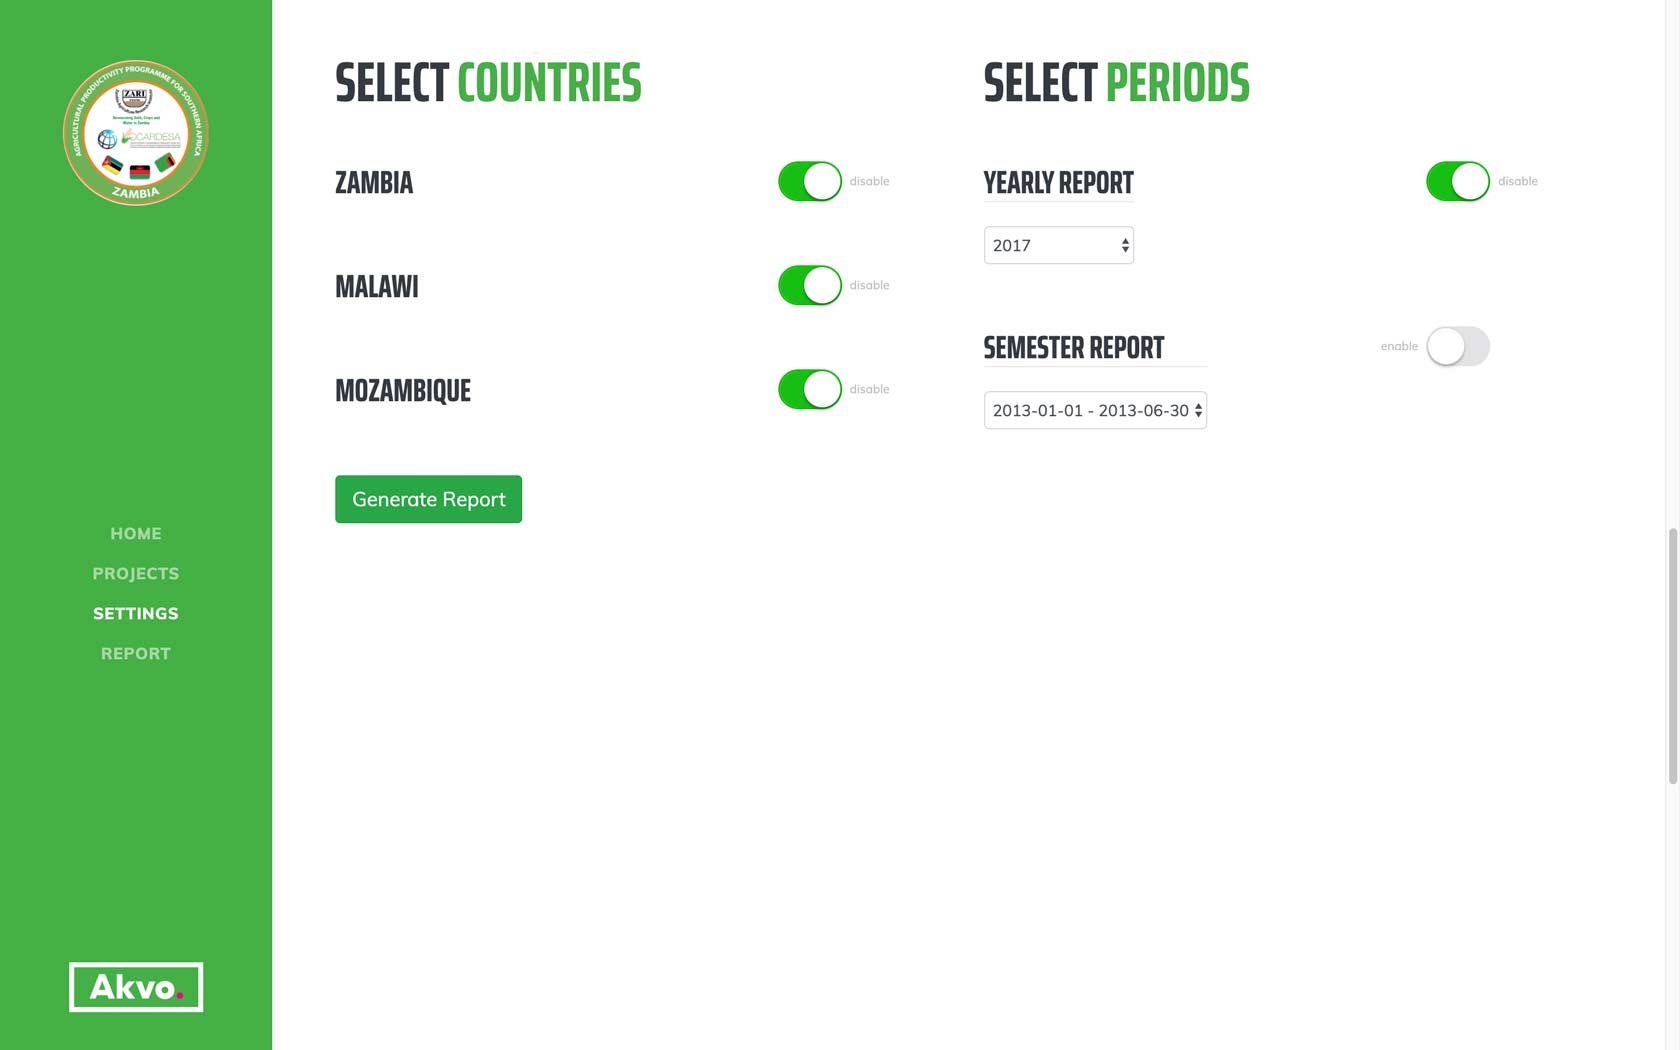 AGRICULTURAL PRODUCTIVITY PROGRAMME FOR SOUTHERN AFRICA
ZARI
ZAMBIA
HOME
PROJECTS
SETTINGS
REPORT
Akvo.
SELECT COUNTRIES
ZAMBIA
disable
MALAWI
disable
MOZAMBIQUE
disable
Generate Report
SELECT PERIODS
YEARLY REPORT
disable
2017
SEMESTER REPORT
enable
2013-01-01 - 2013-06-30